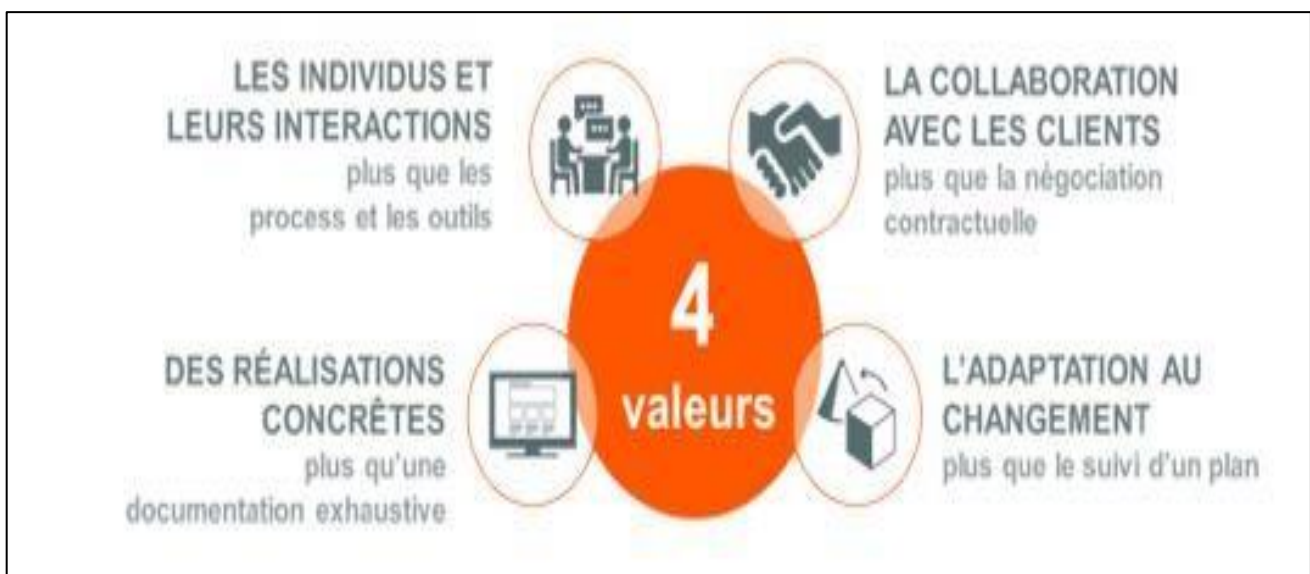 LES INDIVIDUS ET
LEURS INTERACTIONS
plus que les
process et les outils
LA COLLABORATION
AVEC LES CLIENTS
plus que la négociation
contractuelle
4
valeurs
DES RÉALISATIONS
CONCRÊTES
plus qu'une
documentation exhaustive
L'ADAPTATION AU
CHANGEMENT
plus que le suivi d'un plan